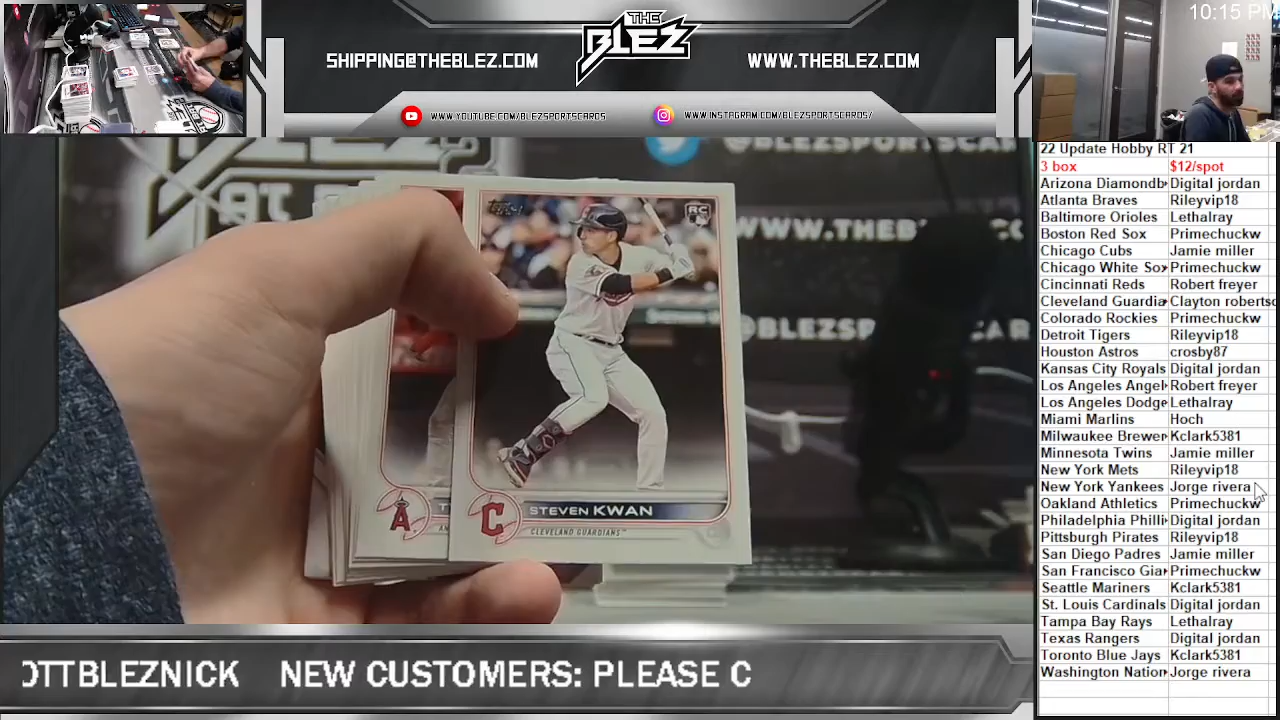 10:15 PM
THE
BLEZ
SHIPPING@THEBLEZ.COM
WWW.THEBLEZ.COM
WWW.YOUTUBE.COM/BLEZSPORTSCARDS
WWW.INSTAGRAM.COM/BLEZSPORTSCARDS/
22 Update Hobby RT 21
3 box $12/spot
Arizona Diamondb Digital jordan
Atlanta Braves Rileyvip18
Baltimore Orioles Lethalray
Boston Red Sox Primechuckw
Chicago Cubs Jamie miller
Chicago White Sox Primechuckw
Cincinnati Reds Robert freyer
Cleveland Guardia Clayton robertso
Colorado Rockies Primechuckw
Detroit Tigers Rileyvip18
Houston Astros crosby87
Kansas City Royals Digital jordan
Los Angeles Angel Robert freyer
Los Angeles Dodge Lethalray
Miami Marlins Hoch
Milwaukee Brewer Kclark5381
Minnesota Twins Jamie miller
New York Mets Rileyvip18
New York Yankees Jorge rivera
Oakland Athletics Primechuckw
Philadelphia Philli Digital jordan
Pittsburgh Pirates Rileyvip18
San Diego Padres Jamie miller
San Francisco Gia Primechuckw
Seattle Mariners Kclark5381
St. Louis Cardinals Digital jordan
Tampa Bay Rays Lethalray
Texas Rangers Digital jordan
Toronto Blue Jays Kclark5381
Washington Nation Jorge rivera
@BLEZSPORTSCAR
WWW.THEB
@BLEZSP
CAR
Topps
RC
A
C
STEVEN KWAN
CLEVELAND GUARDIANS™
OTTBLEZNICK NEW CUSTOMERS: PLEASE C